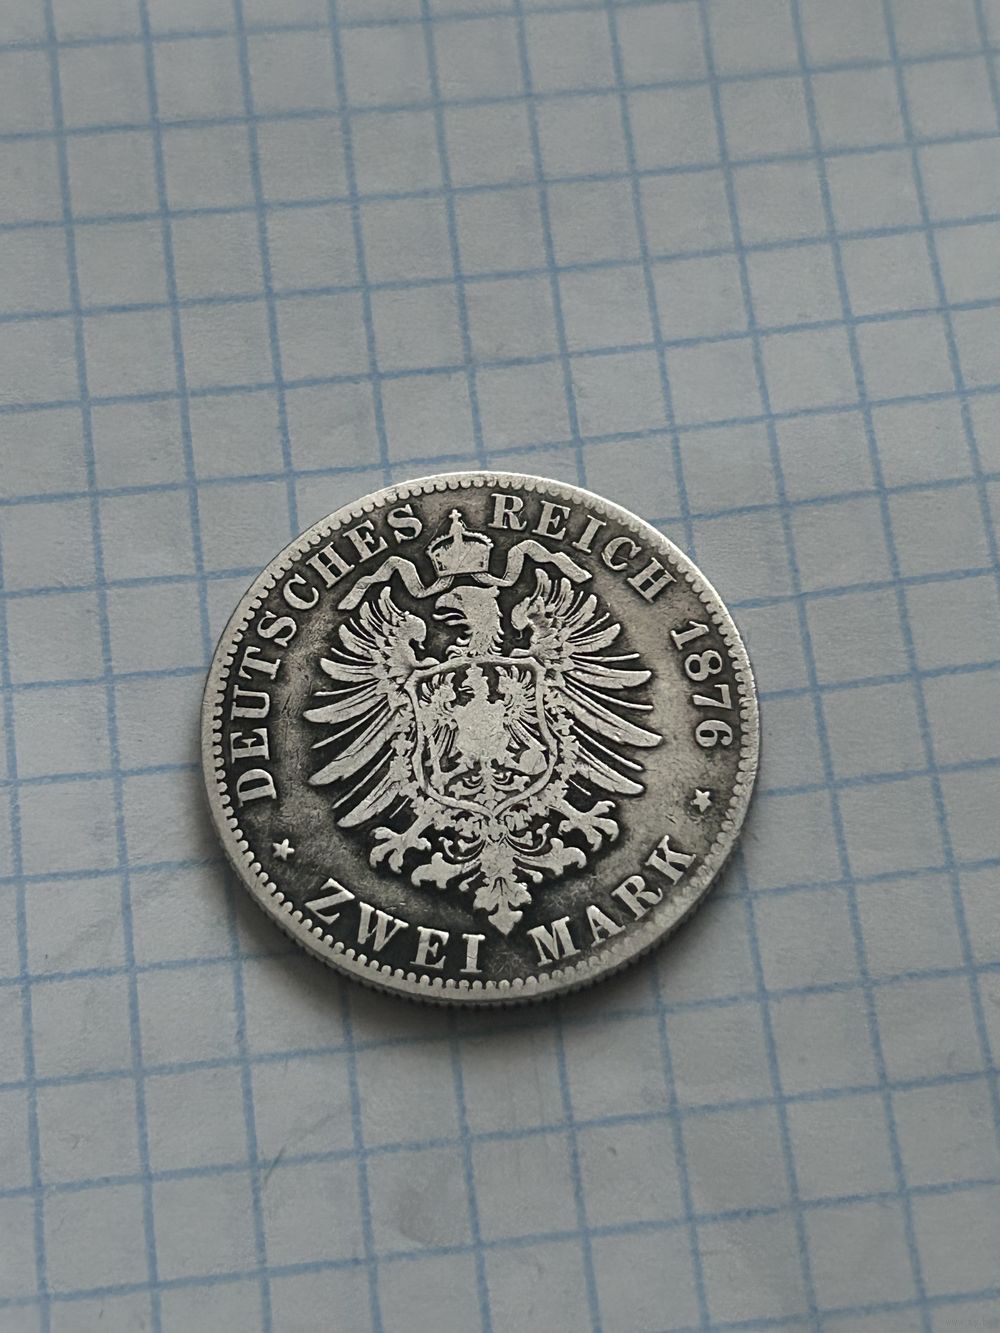 DEUTSCHES REICH 1876
ZWEI MARK